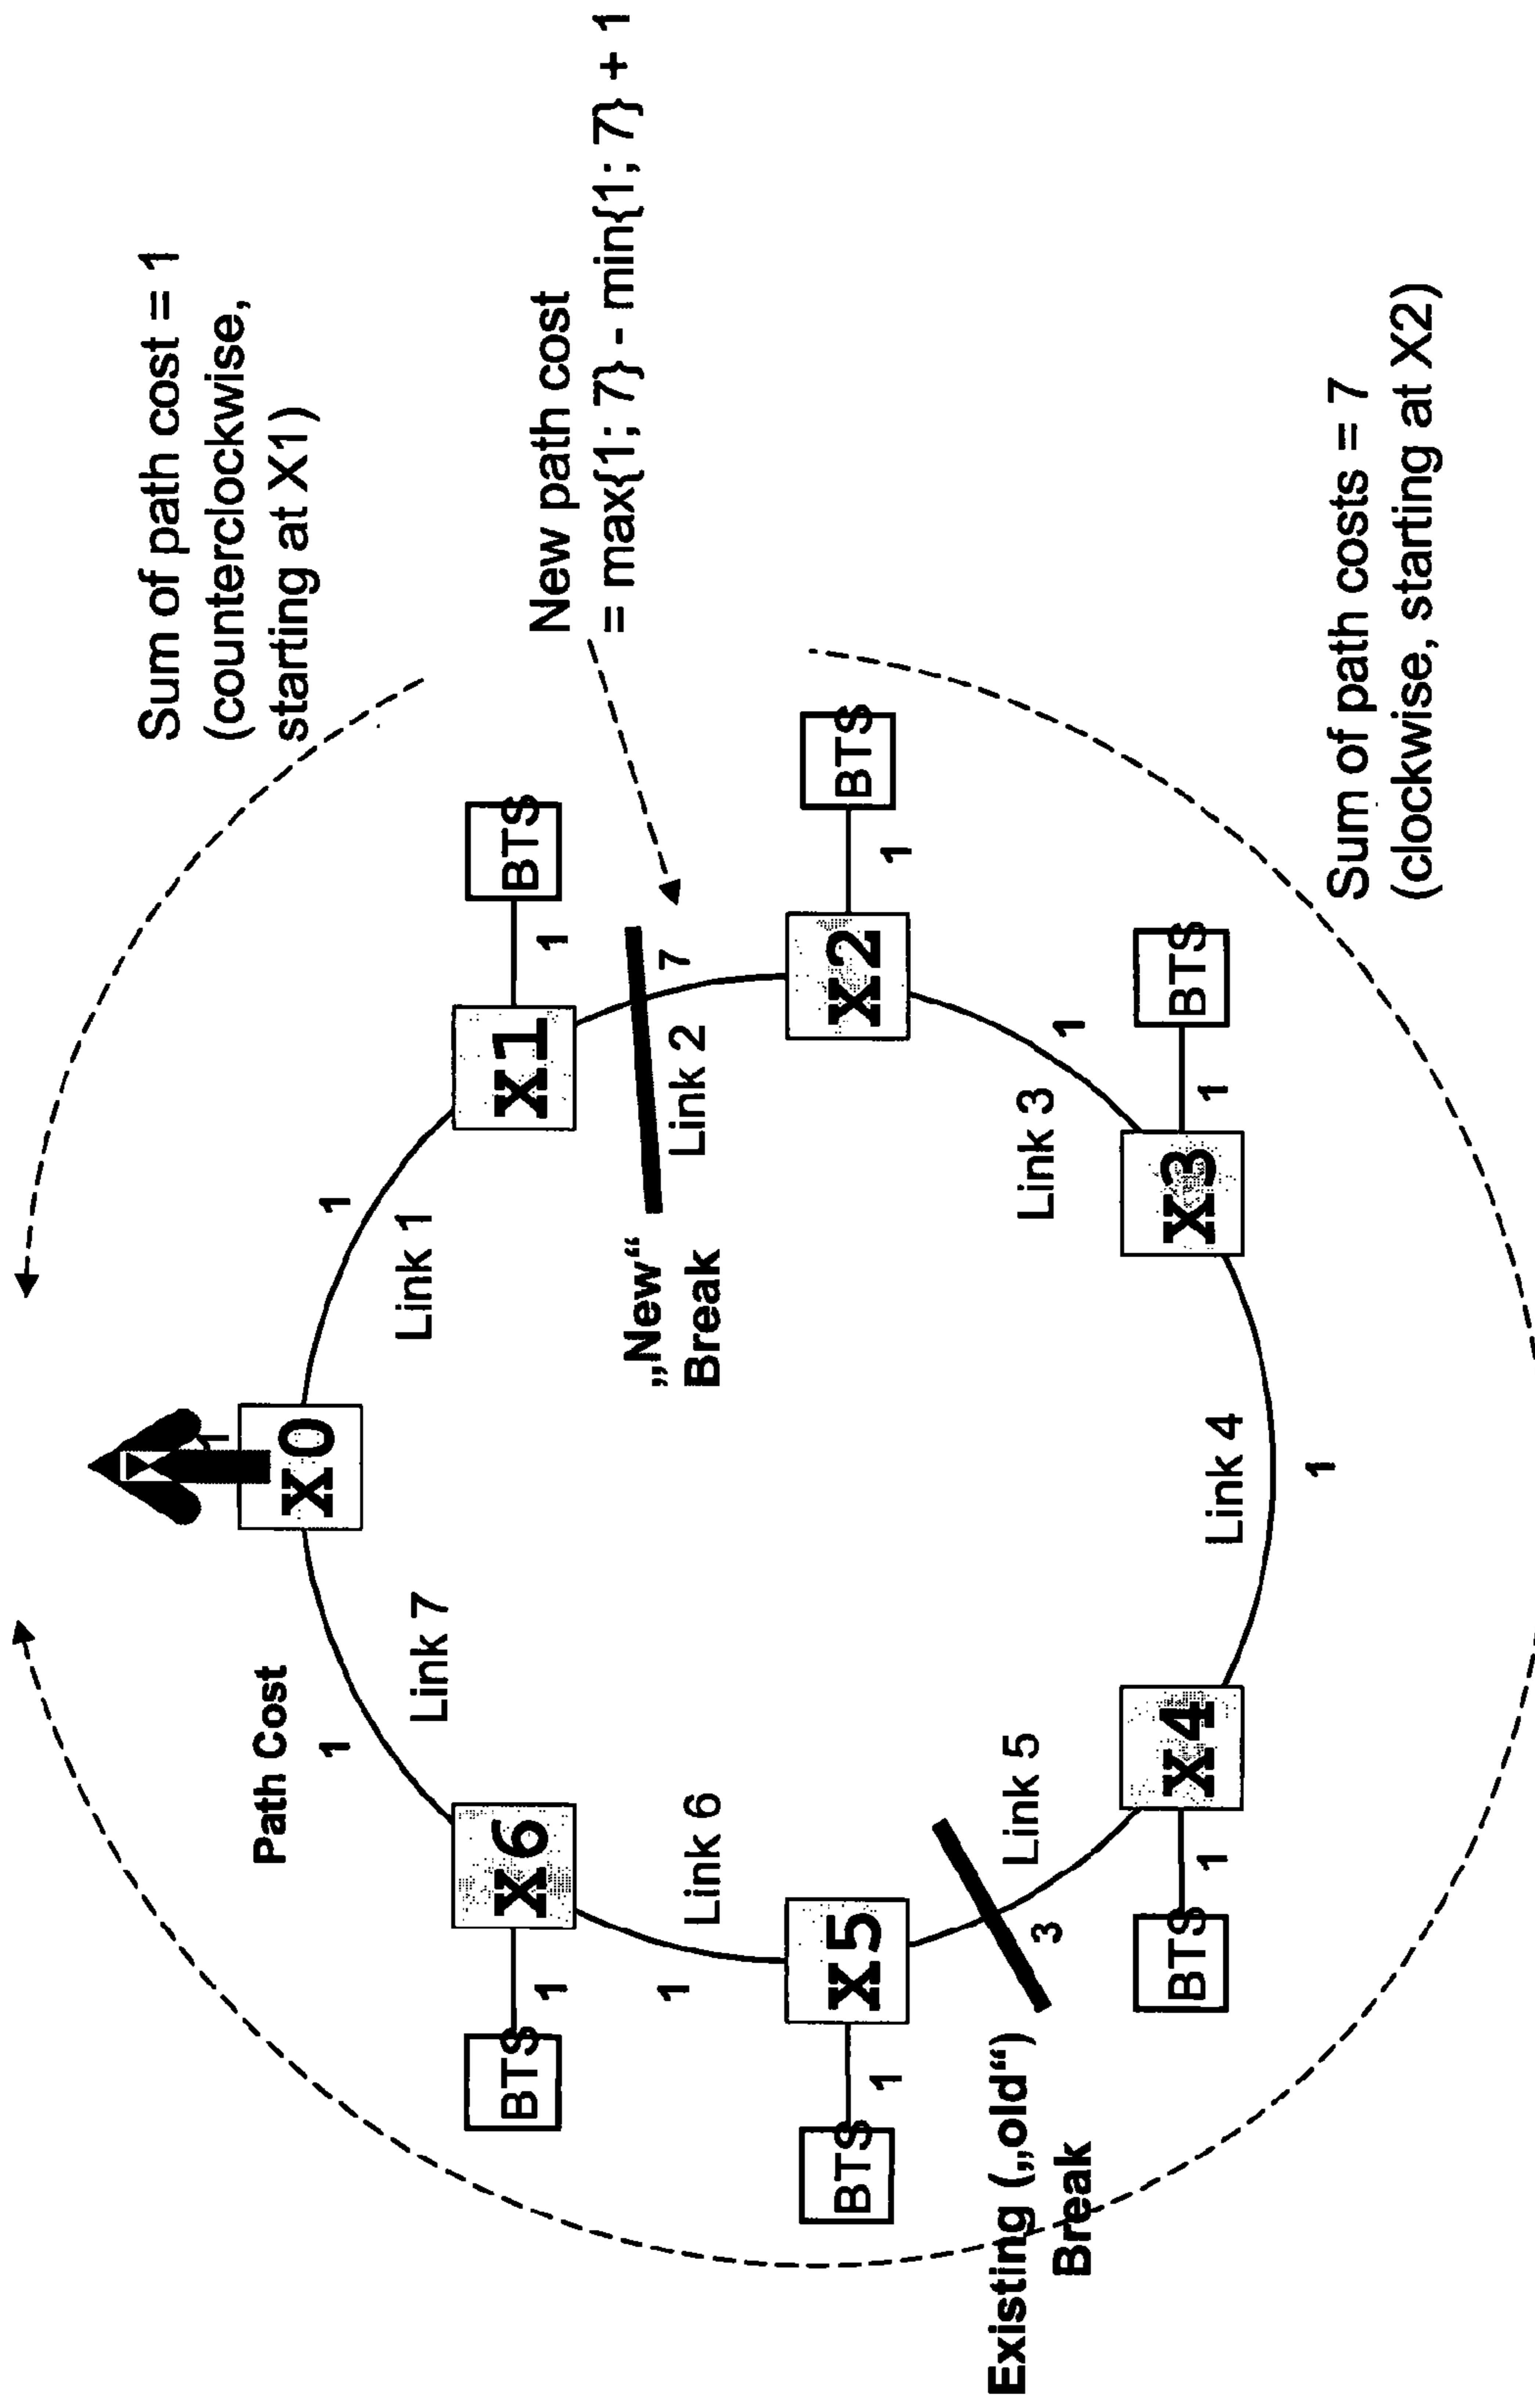 Sum of path cost = 1
(counterclockwise,
starting at X1)
New path cost
= max{1; 7} - min{1; 7} + 1
Sum of path costs = 7
(clockwise, starting at X2)
Path Cost
X0
1
Link 7
1
Link 1
X6
1
BTS
X1
1
BTS
1
Link 6
„New“
Break
Link 2
7
X5
1
BTS
X2
1
BTS
Existing („old“)
Break
3
Link 5
Link 3
1
X4
1
BTS
X3
1
BTS
Link 4
1